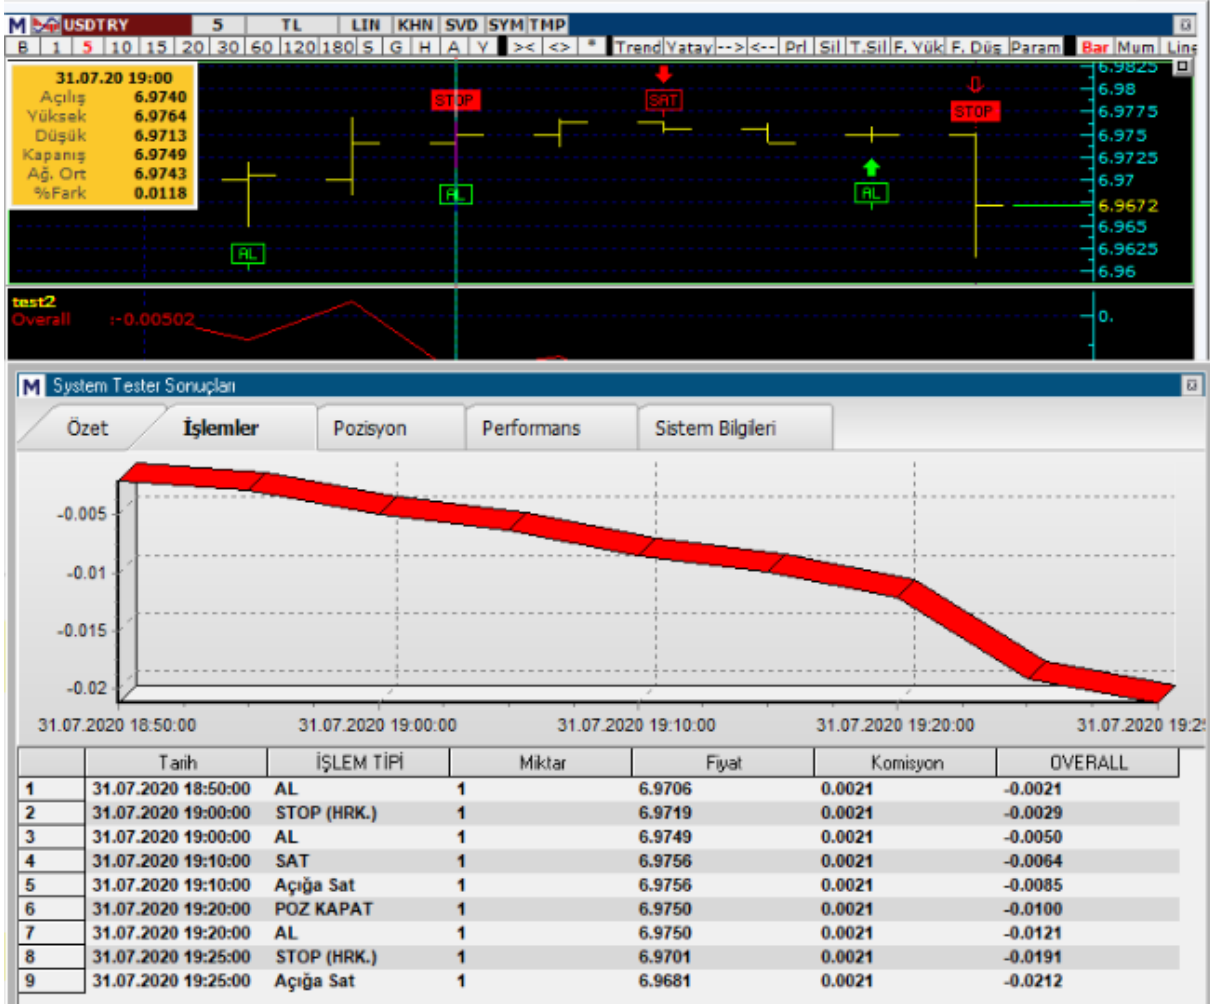 M USDTRY 5 TL LIN KHN SVD SYM TMP
B 1 5 10 15 20 30 60 120 180 S G H A Y >< <> * Trend Yatay --> <-- Prl Sil T.Sil F. Yük F. Düş Param Bar Mum Line
31.07.20 19:00
Açılış 6.9740
Yüksek 6.9764
Düşük 6.9713
Kapanış 6.9749
Ağ. Ort 6.9743
%Fark 0.0118
STOP
SAT
STOP
AL
AL
AL
6.9825
6.98
6.9775
6.975
6.9725
6.97
6.9672
6.965
6.9625
6.96
test2
Overall :-0.00502
0.
M System Tester Sonuçları
Özet İşlemler Pozisyon Performans Sistem Bilgileri
-0.005
-0.01
-0.015
-0.02
31.07.2020 18:50:00 31.07.2020 19:00:00 31.07.2020 19:10:00 31.07.2020 19:20:00 31.07.2020 19:2
Tarih İŞLEM TİPİ Miktar Fiyat Komisyon OVERALL
1 31.07.2020 18:50:00 AL 1 6.9706 0.0021 -0.0021
2 31.07.2020 19:00:00 STOP (HRK.) 1 6.9719 0.0021 -0.0029
3 31.07.2020 19:00:00 AL 1 6.9749 0.0021 -0.0050
4 31.07.2020 19:10:00 SAT 1 6.9756 0.0021 -0.0064
5 31.07.2020 19:10:00 Açığa Sat 1 6.9756 0.0021 -0.0085
6 31.07.2020 19:20:00 POZ KAPAT 1 6.9750 0.0021 -0.0100
7 31.07.2020 19:20:00 AL 1 6.9750 0.0021 -0.0121
8 31.07.2020 19:25:00 STOP (HRK.) 1 6.9701 0.0021 -0.0191
9 31.07.2020 19:25:00 Açığa Sat 1 6.9681 0.0021 -0.0212